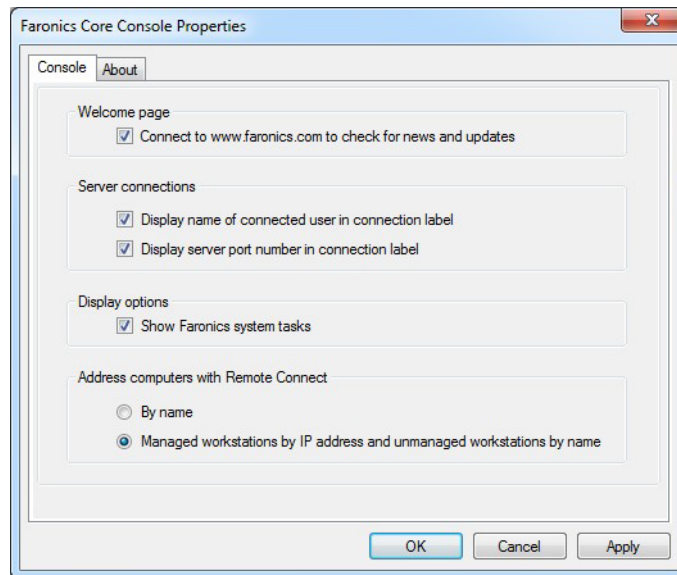 Faronics Core Console Properties
Console
About
Welcome page
Connect to www.faronics.com to check for news and updates
Server connections
Display name of connected user in connection label
Display server port number in connection label
Display options
Show Faronics system tasks
Address computers with Remote Connect
By name
Managed workstations by IP address and unmanaged workstations by name
OK
Cancel
Apply